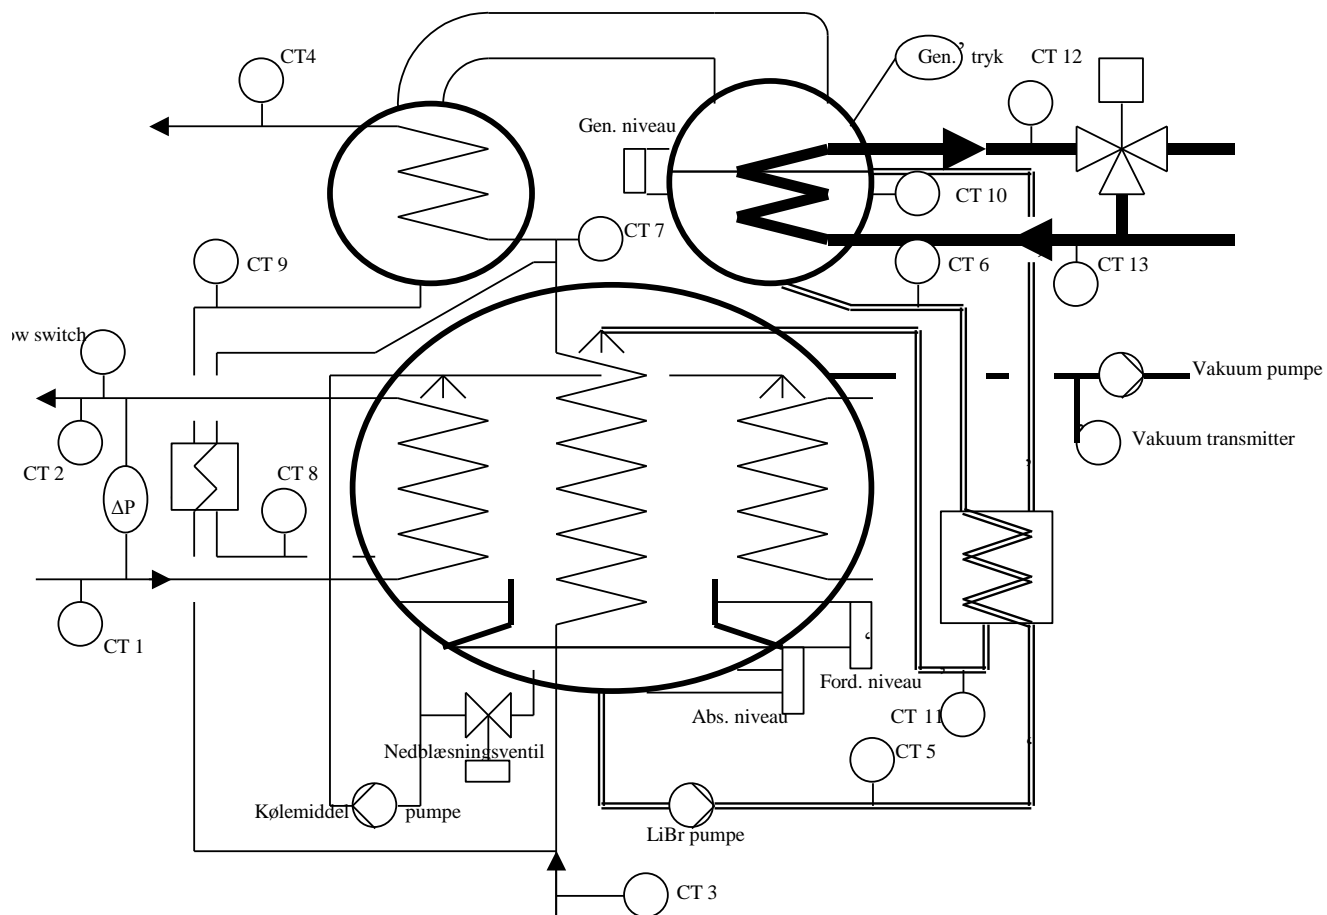 CT4
Gen. tryk
CT 12
Gen. niveau
CT 10
CT 7
CT 9
CT 6
CT 13
ow switch
Vakuum pumpe
Vakuum transmitter
CT 2
CT 8
ΔP
CT 1
Ford. niveau
Abs. niveau
CT 11
Nedblæsningsventil
CT 5
Kølemiddel pumpe
LiBr pumpe
CT 3